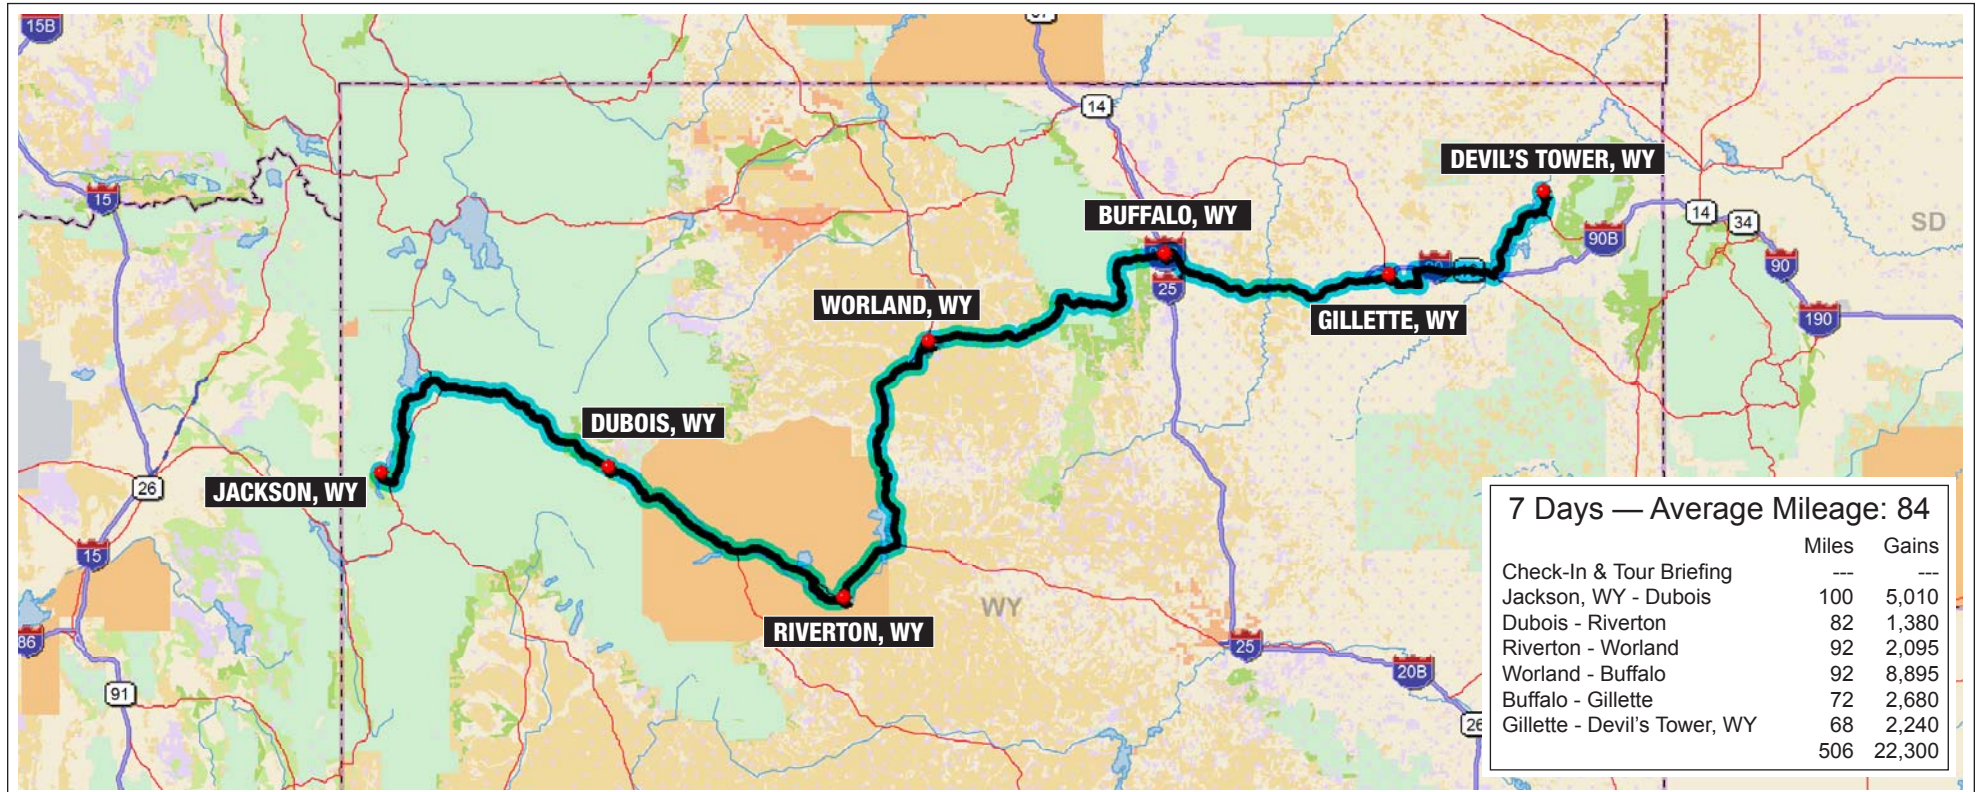 15B
87
14
DEVIL'S TOWER, WY
15
BUFFALO, WY
14
34
SD
90B
90
25
WORLAND, WY
190
GILLETTE, WY
DUBOIS, WY
26
JACKSON, WY
15
WY
RIVERTON, WY
86
25
20B
91
26
7 Days — Average Mileage: 84
Miles Gains
Check-In & Tour Briefing --- ---
Jackson, WY - Dubois 100 5,010
Dubois - Riverton 82 1,380
Riverton - Worland 92 2,095
Worland - Buffalo 92 8,895
Buffalo - Gillette 72 2,680
Gillette - Devil's Tower, WY 68 2,240
506 22,300